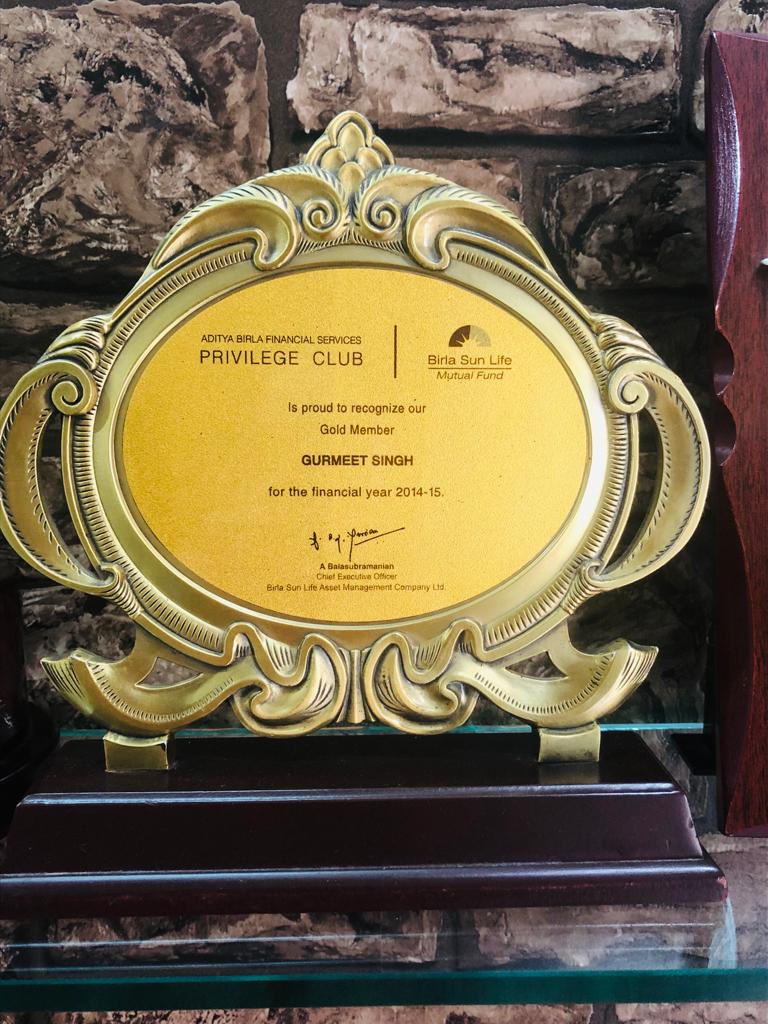 ADITYA BIRLA FINANCIAL SERVICES
PRIVILEGE CLUB
Birla Sun Life
Mutual Fund
Is proud to recognize our
Gold Member
GURMEET SINGH
for the financial year 2014-15.
A Balasubramanian
Chief Executive Officer
Birla Sun Life Asset Management Company Ltd.